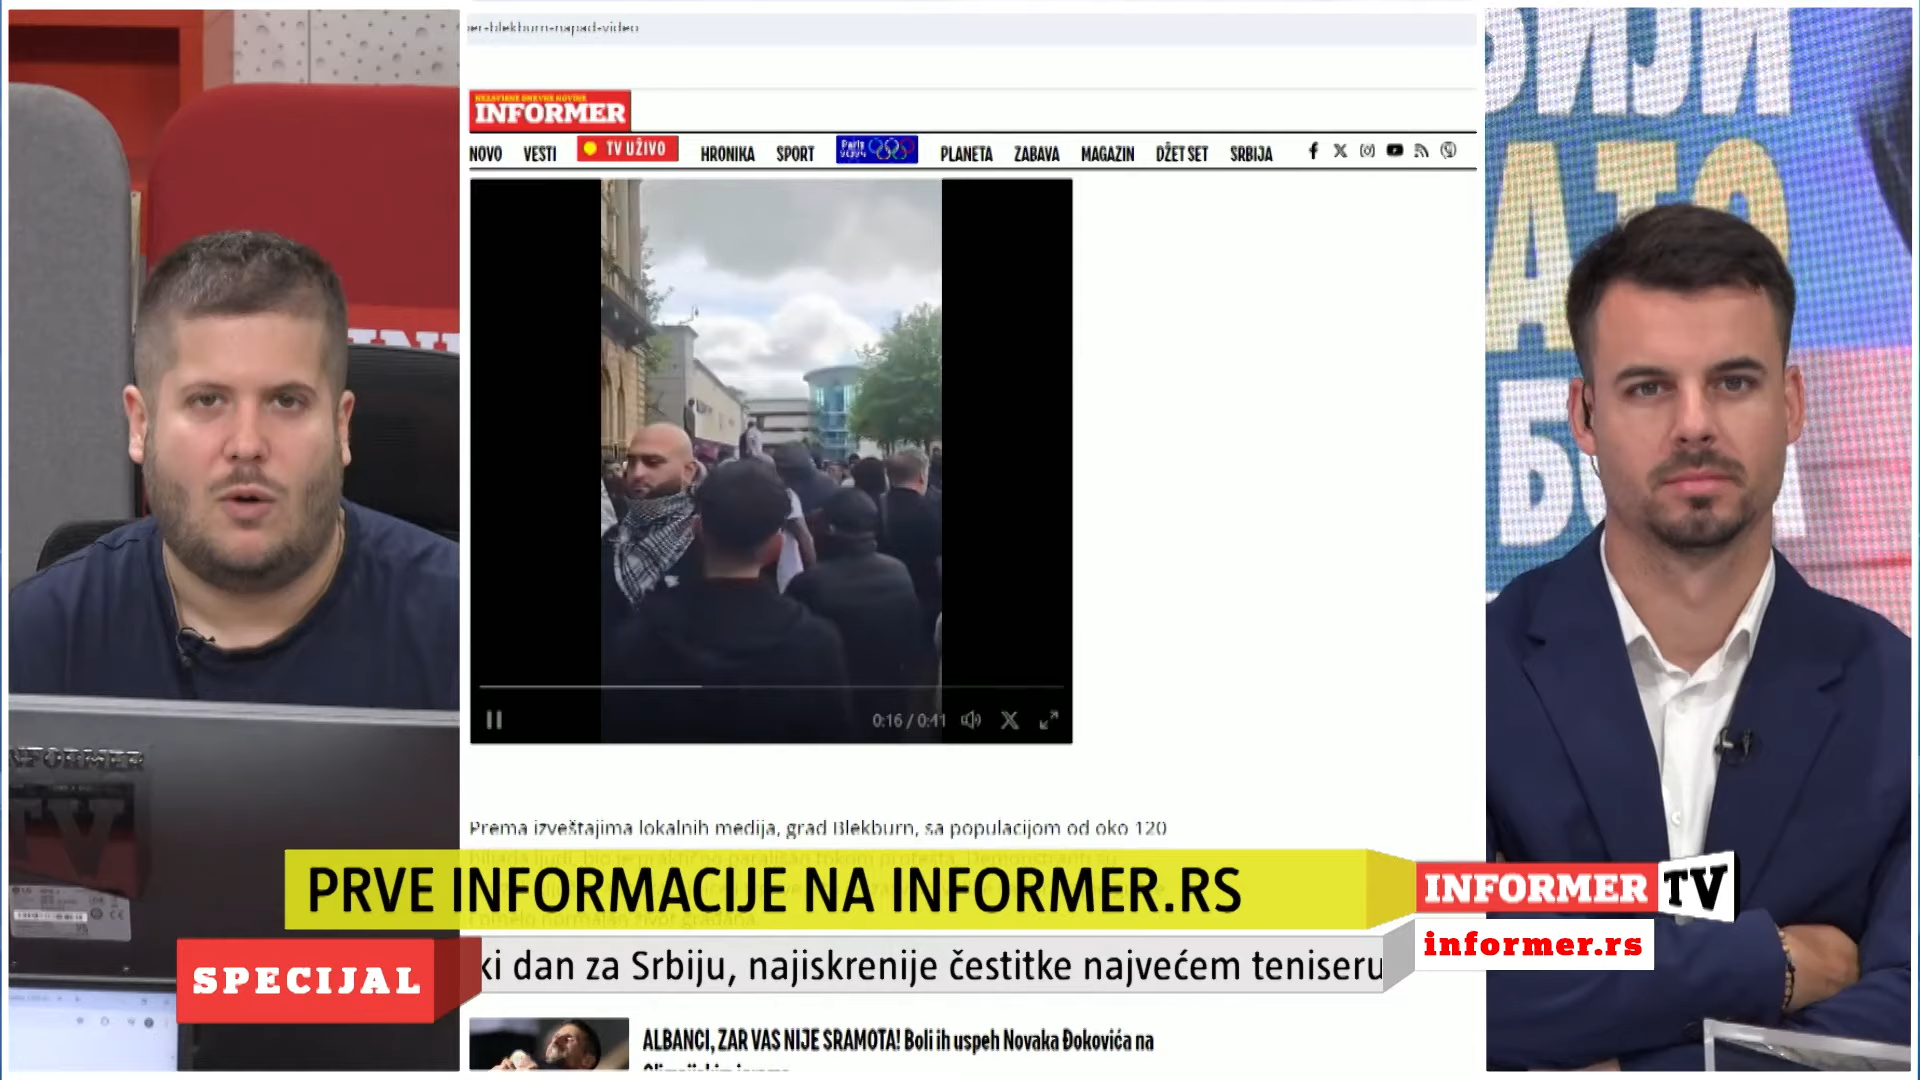 er-blekburn-napad-video
NEZAVISNE DNEVNE NOVINE
INFORMER
NOVO VESTI TV UŽIVO HRONIKA SPORT Paris 2024 PLANETA ZABAVA MAGAZIN DŽET SET SRBIJA
0:16 / 0:41
Prema izveštajima lokalnih medija, grad Blekburn, sa populacijom od oko 120
PRVE INFORMACIJE NA INFORMER.RS
INFORMER TV
informer.rs
SPECIJAL
ki dan za Srbiju, najiskrenije čestitke najvećem teniseru
ALBANCI, ZAR VAS NIJE SRAMOTA! Boli ih uspeh Novaka Đokovića na
INFORMER
TV